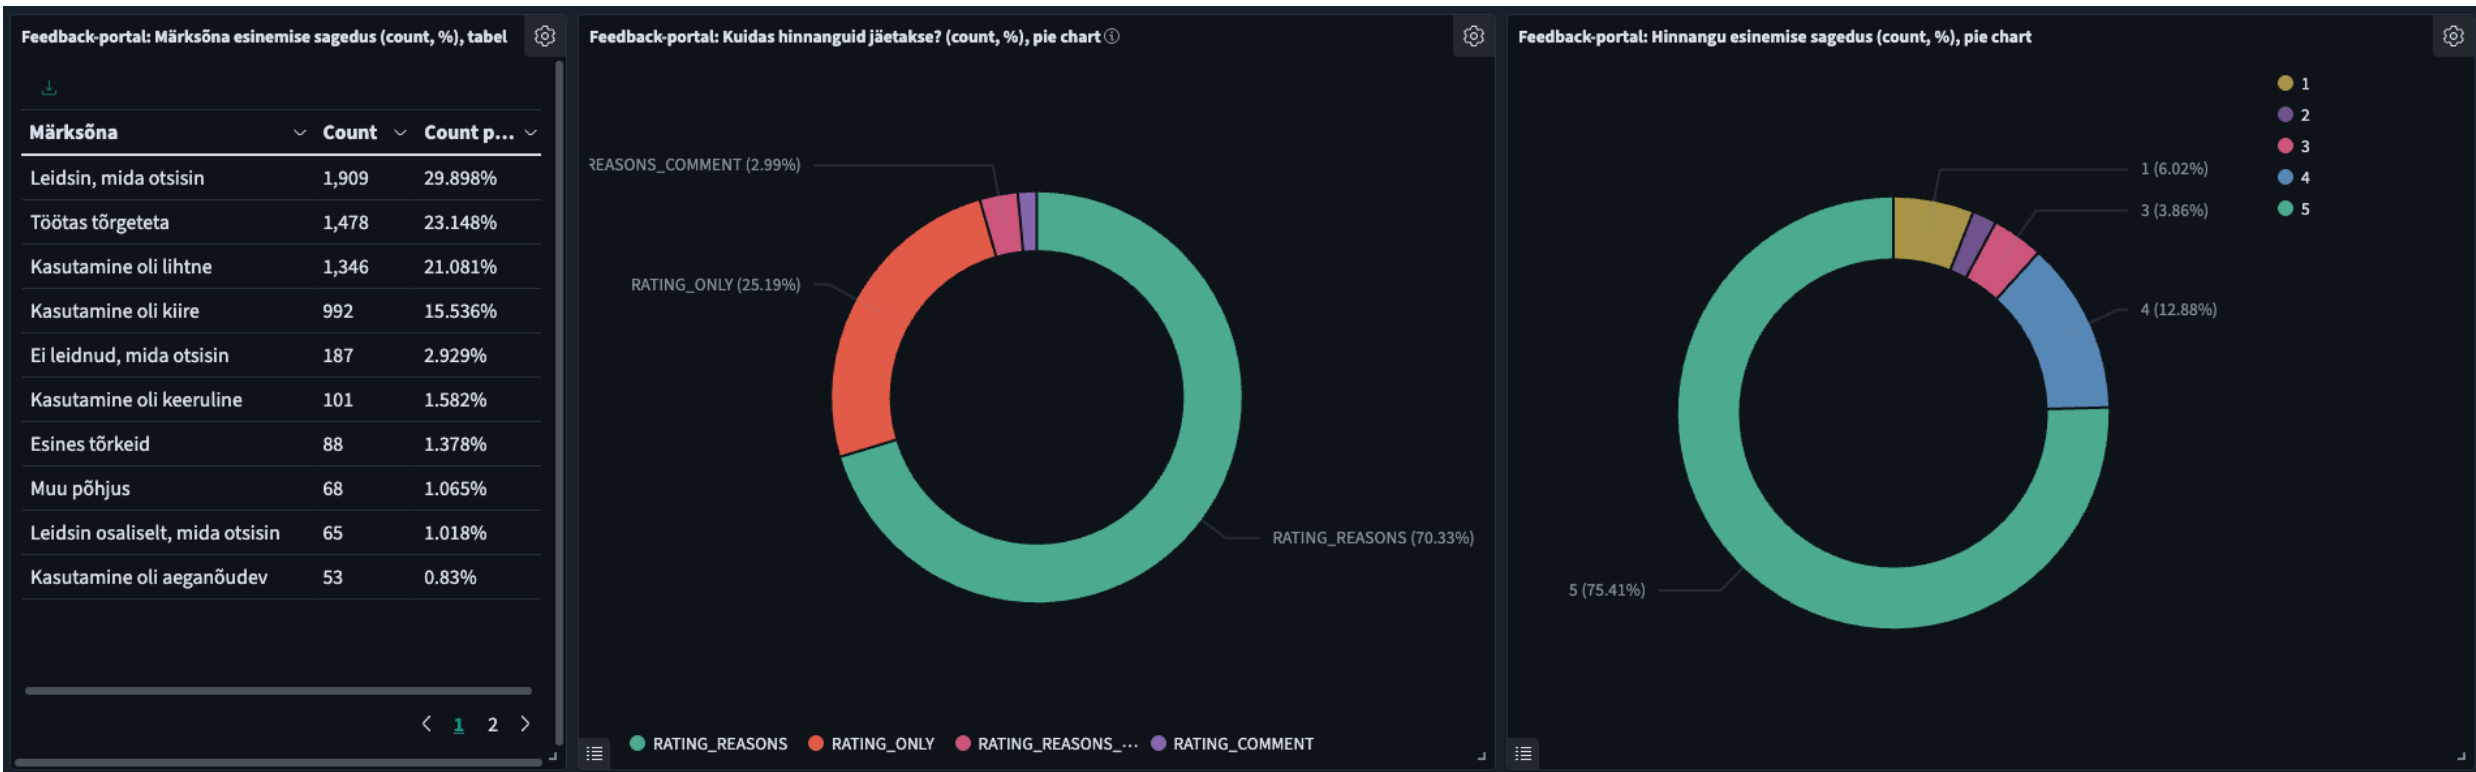 Feedback-portal: Märksõna esinemise sagedus (count, %), tabel
Märksõna Count Count p...
Leidsin, mida otsisin 1,909 29.898%
Töötas tõrgeteta 1,478 23.148%
Kasutamine oli lihtne 1,346 21.081%
Kasutamine oli kiire 992 15.536%
Ei leidnud, mida otsisin 187 2.929%
Kasutamine oli keeruline 101 1.582%
Esines tõrkeid 88 1.378%
Muu põhjus 68 1.065%
Leidsin osaliselt, mida otsisin 65 1.018%
Kasutamine oli aeganõudev 53 0.83%
1 2
Feedback-portal: Kuidas hinnanguid jäetakse? (count, %), pie chart
REASONS_COMMENT (2.99%)
RATING_ONLY (25.19%)
RATING_REASONS (70.33%)
RATING_REASONS RATING_ONLY RATING_REASONS_... RATING_COMMENT
Feedback-portal: Hinnangu esinemise sagedus (count, %), pie chart
1
2
3
4
5
1 (6.02%)
3 (3.86%)
4 (12.88%)
5 (75.41%)